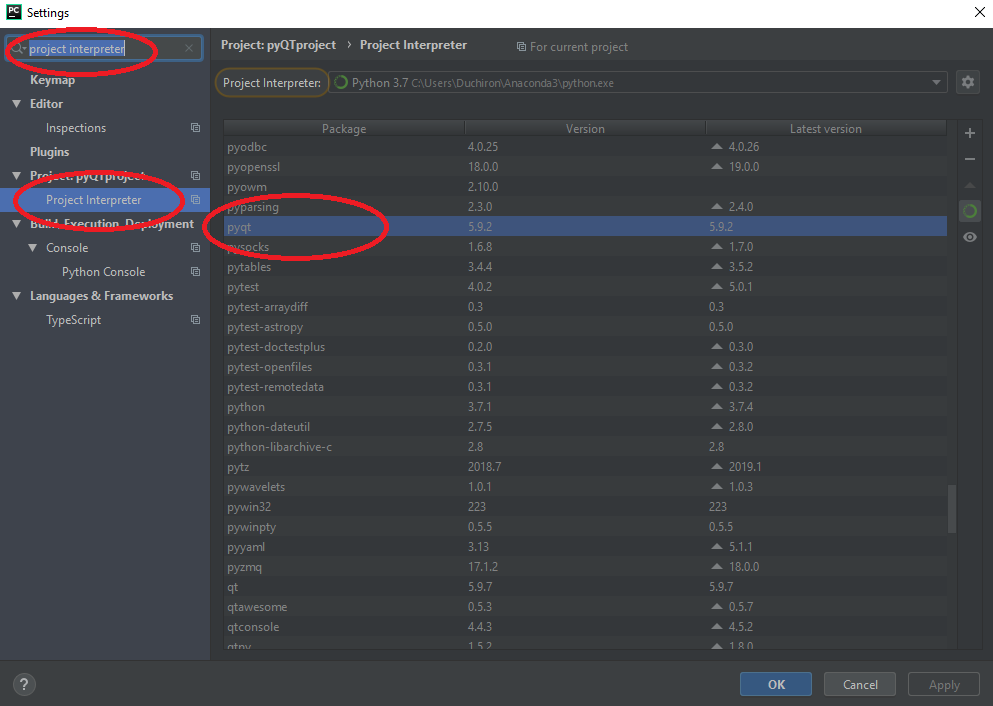 PC Settings
project interpreter
Keymap
Editor
Inspections
Plugins
Project: pyQTproject
Project Interpreter
Build, Execution, Deployment
Console
Python Console
Languages & Frameworks
TypeScript
Project: pyQTproject › Project Interpreter For current project
Project Interpreter: Python 3.7 C:\Users\Duchiron\Anaconda3\python.exe
Package Version Latest version
pyodbc 4.0.25 4.0.26
pyopenssl 18.0.0 19.0.0
pyowm 2.10.0
pyparsing 2.3.0 2.4.0
pyqt 5.9.2 5.9.2
pysocks 1.6.8 1.7.0
pytables 3.4.4 3.5.2
pytest 4.0.2 5.0.1
pytest-arraydiff 0.3 0.3
pytest-astropy 0.5.0 0.5.0
pytest-doctestplus 0.2.0 0.3.0
pytest-openfiles 0.3.1 0.3.2
pytest-remotedata 0.3.1 0.3.2
python 3.7.1 3.7.4
python-dateutil 2.7.5 2.8.0
python-libarchive-c 2.8 2.8
pytz 2018.7 2019.1
pywavelets 1.0.1 1.0.3
pywin32 223 223
pywinpty 0.5.5 0.5.5
pyyaml 3.13 5.1.1
pyzmq 17.1.2 18.0.0
qt 5.9.7 5.9.7
qtawesome 0.5.3 0.5.7
qtconsole 4.4.3 4.5.2
qtpy 1.5.2 1.8.0
? OK Cancel Apply